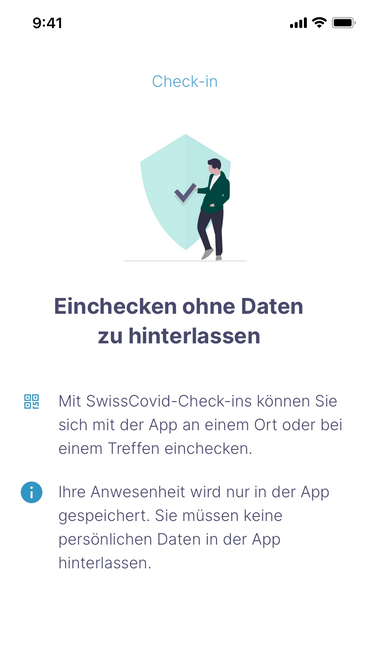 9:41
Check-in
Einchecken ohne Daten
zu hinterlassen
Mit SwissCovid-Check-ins können Sie
sich mit der App an einem Ort oder bei
einem Treffen einchecken.
Ihre Anwesenheit wird nur in der App
gespeichert. Sie müssen keine
persönlichen Daten in der App
hinterlassen.